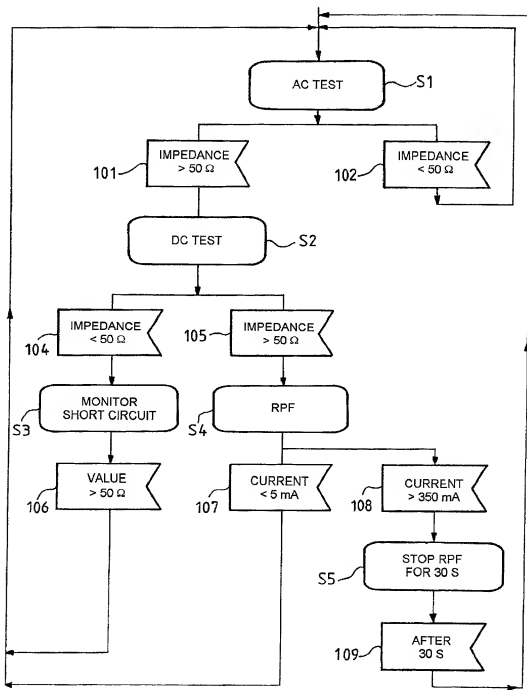 AC TEST
S1
IMPEDANCE
> 50 Ω
101
IMPEDANCE
< 50 Ω
102
DC TEST
S2
IMPEDANCE
< 50 Ω
104
IMPEDANCE
> 50 Ω
105
MONITOR
SHORT CIRCUIT
S3
RPF
S4
VALUE
> 50 Ω
106
CURRENT
< 5 mA
107
CURRENT
> 350 mA
108
STOP RPF
FOR 30 S
S5
AFTER
30 S
109